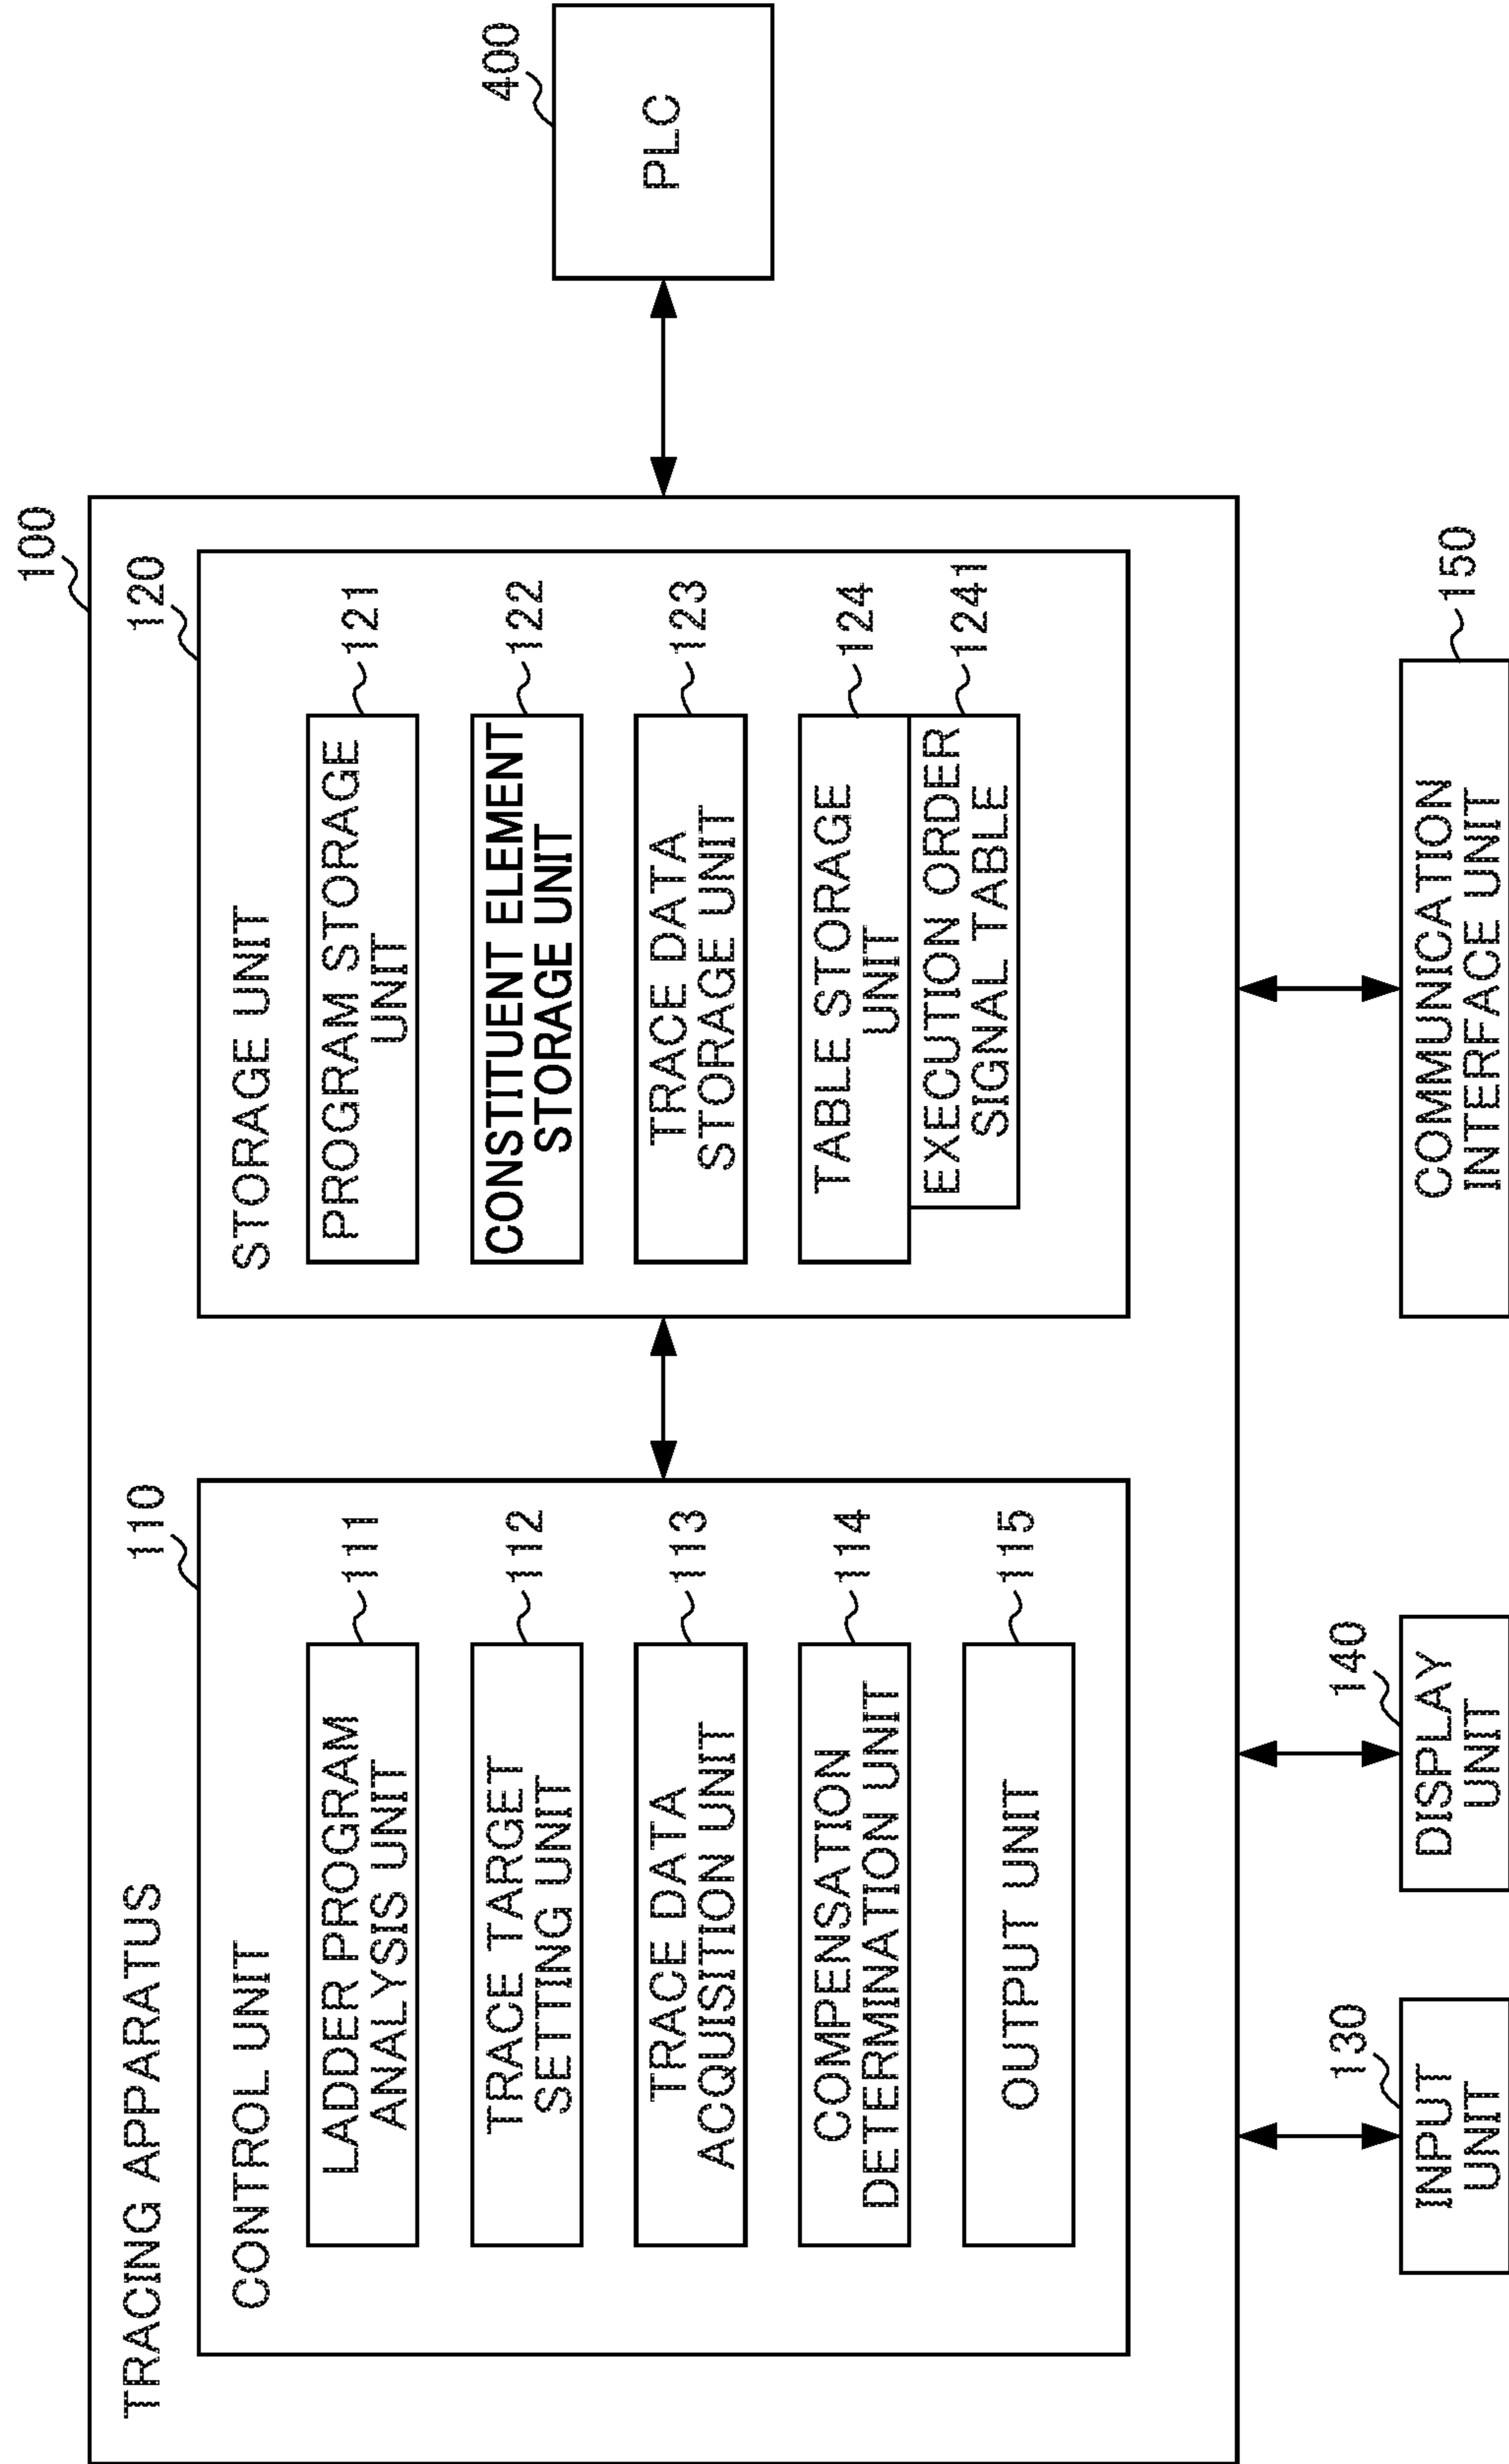 100
TRACING APPARATUS
110
CONTROL UNIT
LADDER PROGRAM
ANALYSIS UNIT
111
TRACE TARGET
SETTING UNIT
112
TRACE DATA
ACQUISITION UNIT
113
COMPENSATION
DETERMINATION UNIT
114
OUTPUT UNIT
115
120
STORAGE UNIT
PROGRAM STORAGE
UNIT
121
CONSTITUENT ELEMENT
STORAGE UNIT
122
TRACE DATA
STORAGE UNIT
123
TABLE STORAGE
UNIT
124
EXECUTION ORDER
SIGNAL TABLE
1241
400
PLC
130
INPUT
UNIT
140
DISPLAY
UNIT
150
COMMUNICATION
INTERFACE UNIT